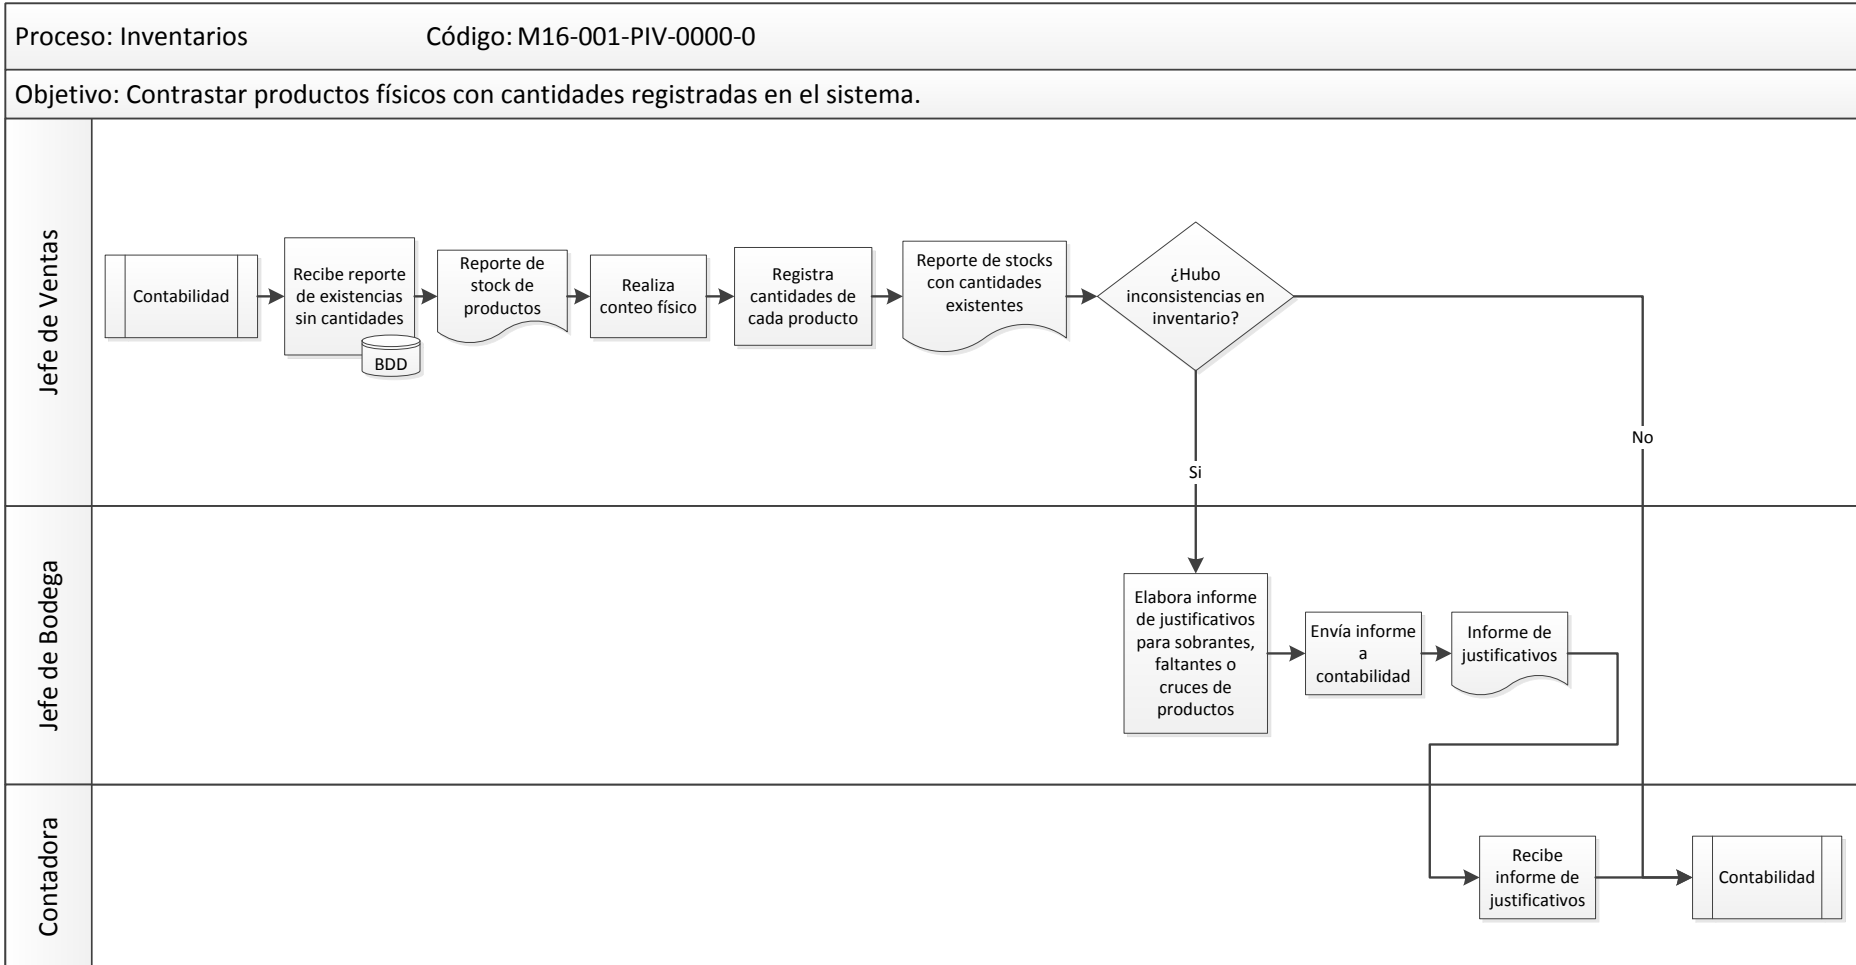 Proceso: Inventarios
Código: M16-001-PIV-0000-0
Objetivo: Contrastar productos físicos con cantidades registradas en el sistema.
Jefe de Ventas
Contabilidad
Recibe reporte
de existencias
sin cantidades
BDD
Reporte de
stock de
productos
Realiza
conteo físico
Registra
cantidades de
cada producto
Reporte de stocks
con cantidades
existentes
¿Hubo
inconsistencias en
inventario?
No
Si
Jefe de Bodega
Elabora informe
de justificativos
para sobrantes,
faltantes o
cruces de
productos
Envía informe
a
contabilidad
Informe de
justificativos
Contadora
Recibe
informe de
justificativos
Contabilidad